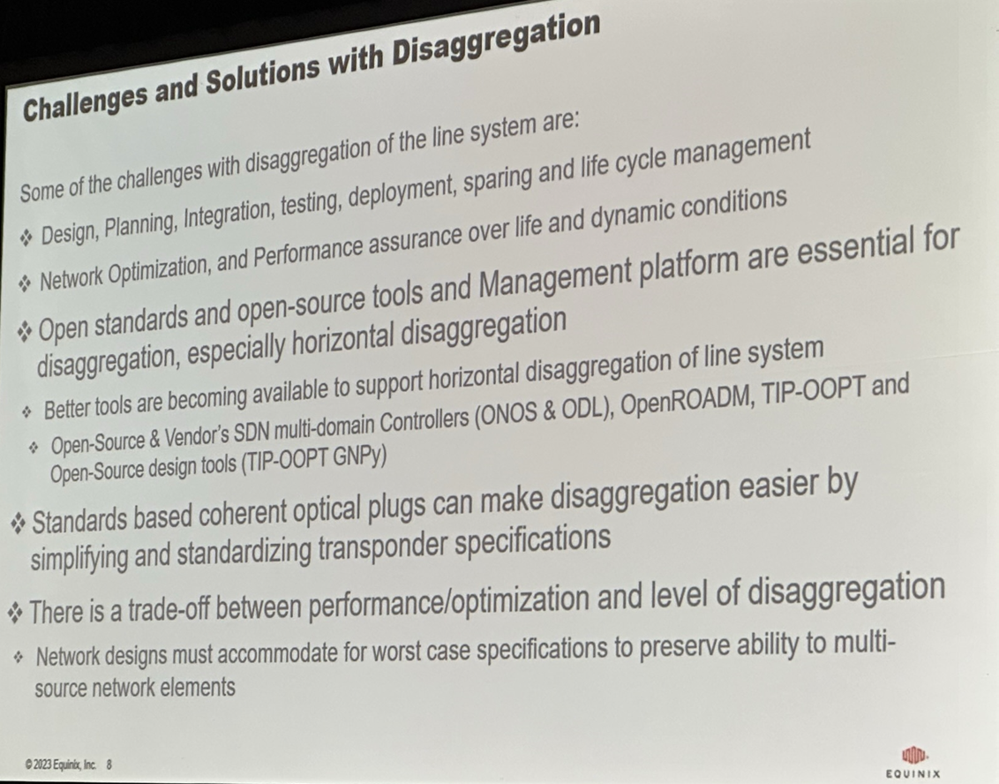 Challenges and Solutions with Disaggregation
Some of the challenges with disaggregation of the line system are:
❖ Design, Planning, Integration, testing, deployment, sparing and life cycle management
❖ Network Optimization, and Performance assurance over life and dynamic conditions
❖ Open standards and open-source tools and Management platform are essential for
disaggregation, especially horizontal disaggregation
❖ Better tools are becoming available to support horizontal disaggregation of line system
❖ Open-Source & Vendor's SDN multi-domain Controllers (ONOS & ODL), OpenROADM, TIP-OOPT and
Open-Source design tools (TIP-OOPT GNPy)
❖ Standards based coherent optical plugs can make disaggregation easier by
simplifying and standardizing transponder specifications
❖ There is a trade-off between performance/optimization and level of disaggregation
❖ Network designs must accommodate for worst case specifications to preserve ability to multi-
source network elements
© 2023 Equinix, Inc. 8
EQUINIX